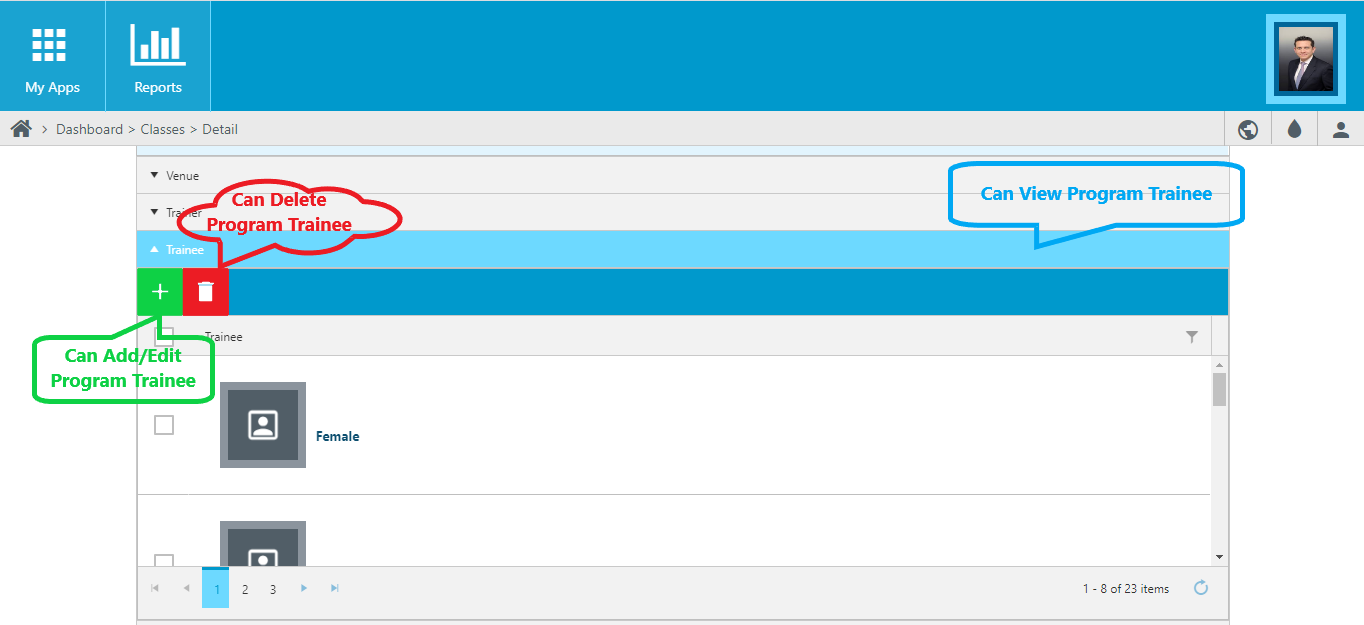 My Apps
Reports
> Dashboard > Classes > Detail
Venue
Can View Program Trainee
Can Delete
Trainer
Program Trainee
Trainee
+
Trainee
Can Add/Edit
Program Trainee
Female
1 2 3
1 - 8 of 23 items